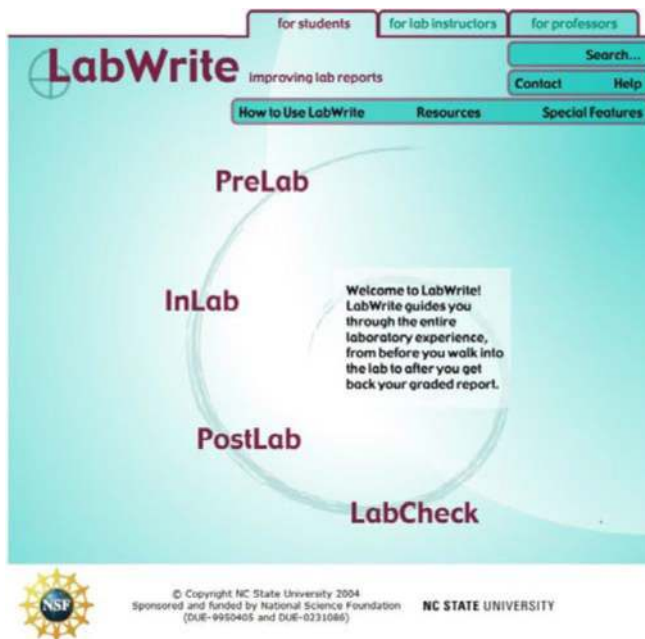 for students
for lab instructors
for professors
LabWrite
Improving lab reports
Search...
Contact
Help
How to Use LabWrite
Resources
Special Features
PreLab
InLab
Welcome to LabWrite!
LabWrite guides you
through the entire
laboratory experience,
from before you walk into
the lab to after you get
back your graded report.
PostLab
LabCheck
NSF
© Copyright NC State University 2004
Sponsored and funded by National Science Foundation
(DUE-9950405 and DUE-0231086)
NC STATE UNIVERSITY